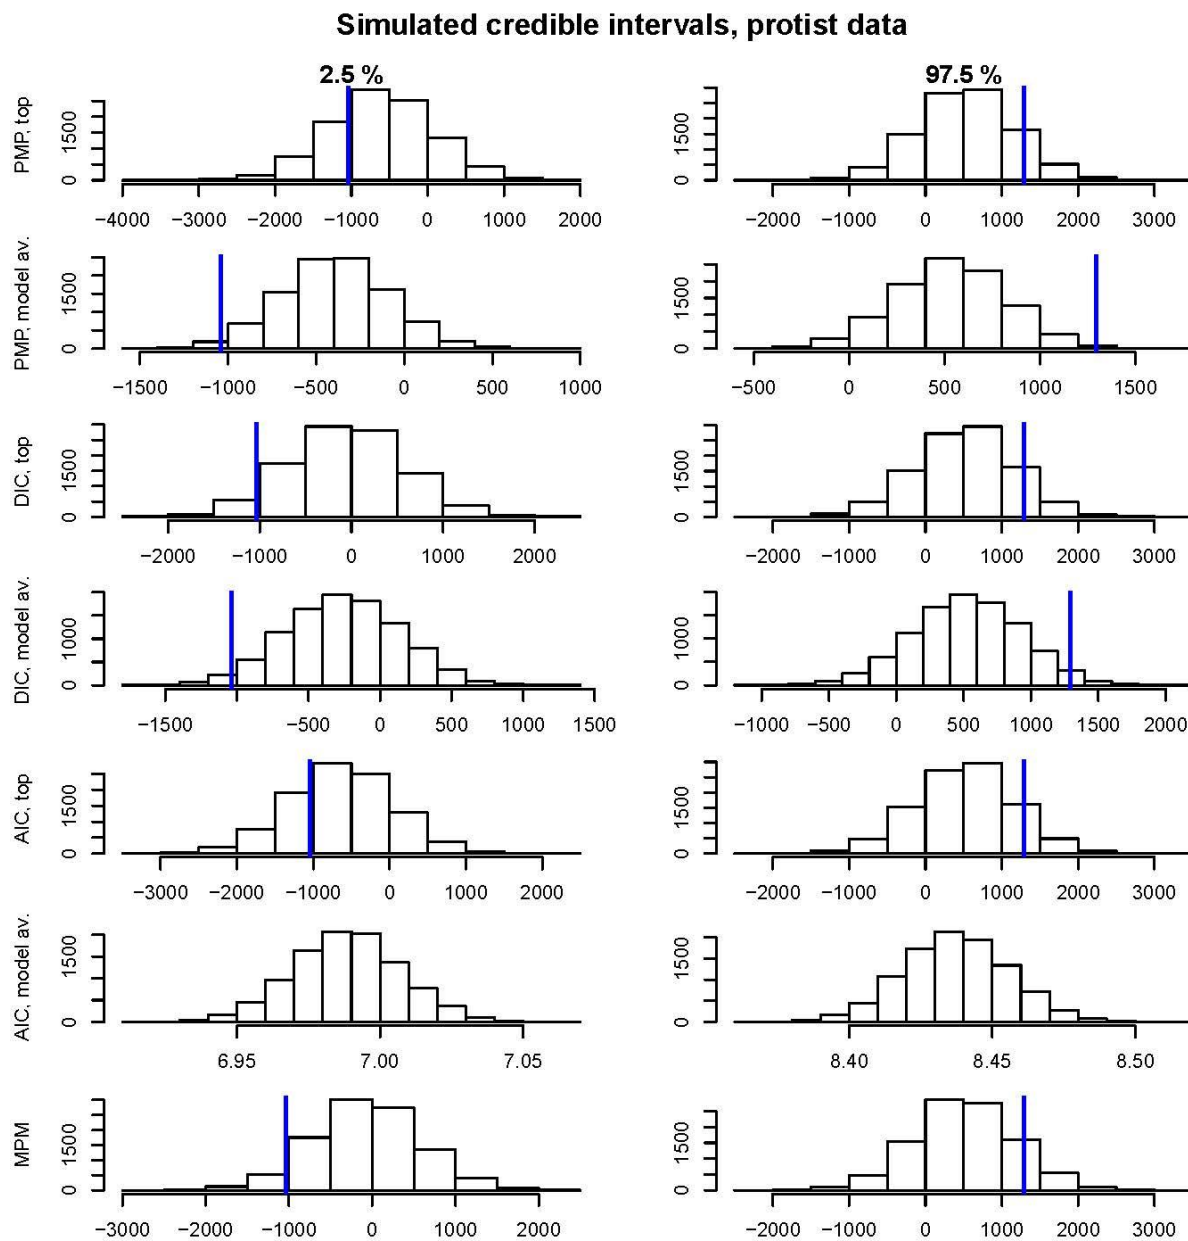 Simulated credible intervals, protist data
2.5 % 97.5 %
PMP, top
0 1500
−4000 −3000 −2000 −1000 0 1000 2000
0 1500
−2000 −1000 0 1000 2000 3000
PMP, model av.
0 1500
−1500 −1000 −500 0 500 1000
0 1500
−500 0 500 1000 1500
DIC, top
0 1500
−2000 −1000 0 1000 2000
0 1500
−2000 −1000 0 1000 2000 3000
DIC, model av.
0 1000
−1500 −500 0 500 1000 1500
0 1000
−1000 −500 0 500 1000 1500 2000
AIC, top
0 1500
−3000 −2000 −1000 0 1000 2000
0 1500
−2000 −1000 0 1000 2000 3000
AIC, model av.
0 1500
6.95 7.00 7.05
0 1500
8.40 8.45 8.50
MPM
0 1500
−3000 −2000 −1000 0 1000 2000
0 1500
−2000 −1000 0 1000 2000 3000